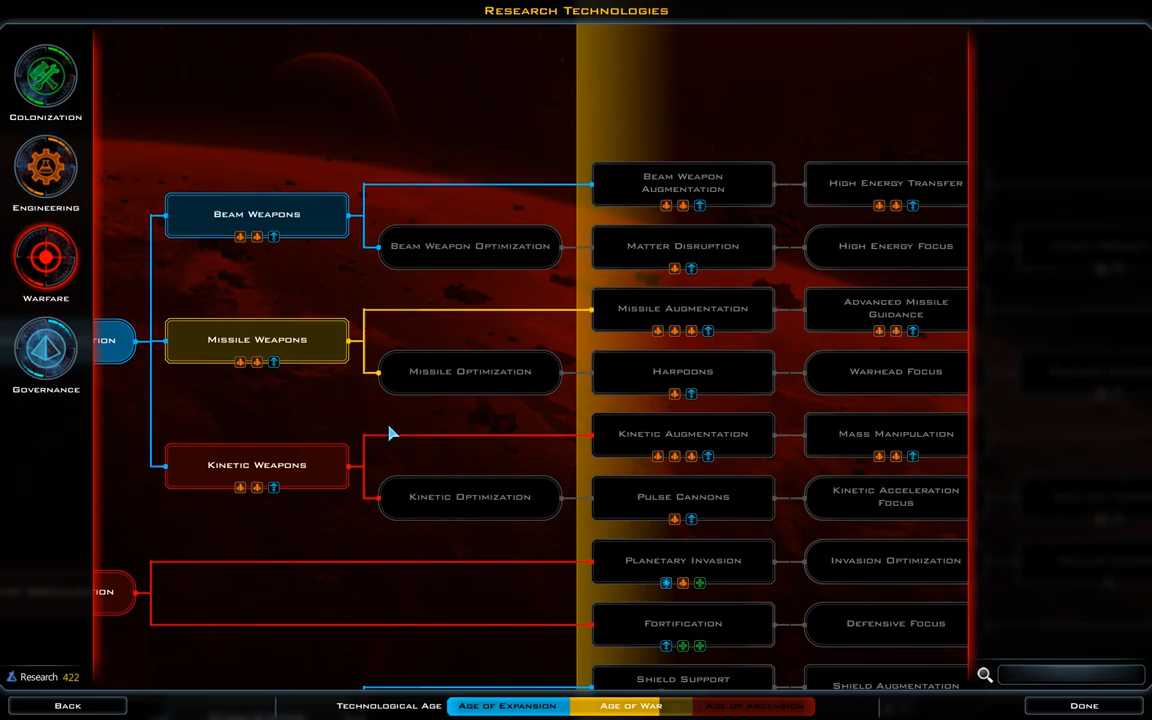 Research Technologies
Colonization
Engineering
Warfare
Governance
Beam Weapons
Beam Weapon Optimization
Beam Weapon
Augmentation
High Energy Transfer
Matter Disruption
High Energy Focus
ION
Missile Weapons
Missile Optimization
Missile Augmentation
Advanced Missile
Guidance
Harpoons
Warhead Focus
Kinetic Weapons
Kinetic Optimization
Kinetic Augmentation
Mass Manipulation
Pulse Cannons
Kinetic Acceleration
Focus
ION
Planetary Invasion
Invasion Optimization
Fortification
Defensive Focus
Shield Support
Shield Augmentation
Research 422
Back
Technological Age
Age of Expansion
Age of War
Age of Ascension
Done